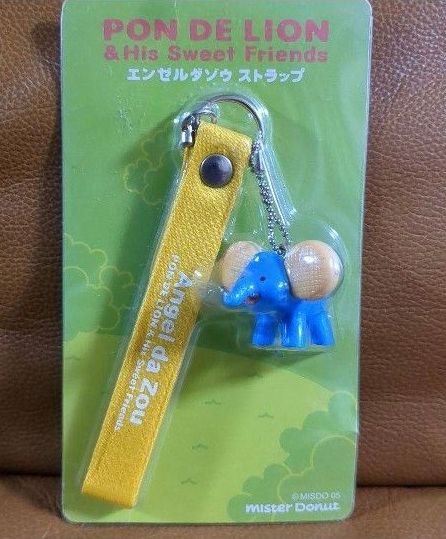 PON DE LION
& His Sweet Friends
エンゼルダゾウ ストラップ
Angel da Zou
PON DE LION & His Sweet Friends
©MISDO 05
mister Donut